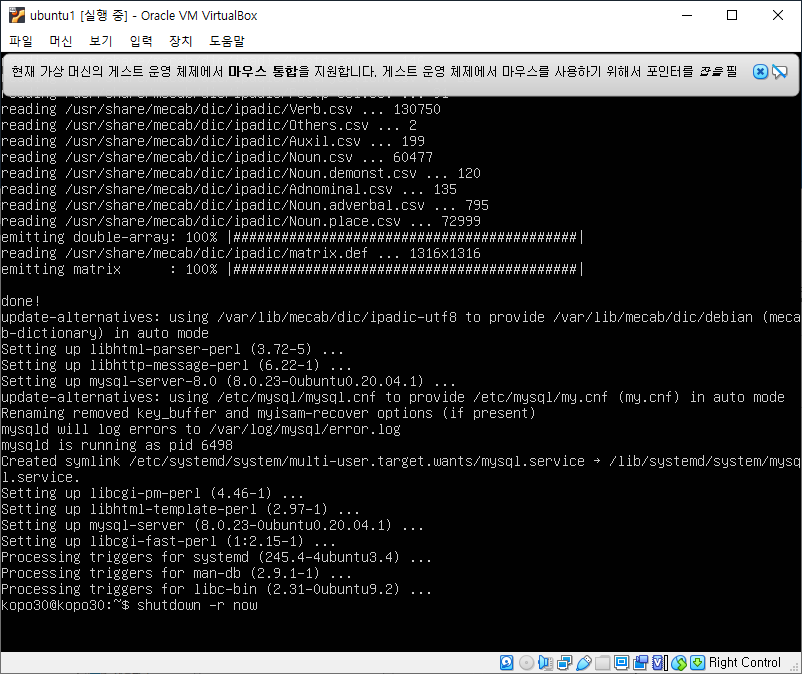 ubuntu1 [실행 중] - Oracle VM VirtualBox
파일 머신 보기 입력 장치 도움말
현재 가상 머신의 게스트 운영 체제에서 마우스 통합을 지원합니다. 게스트 운영 체제에서 마우스를 사용하기 위해서 포인터를 잡을 필
reading /usr/share/mecab/dic/ipadic/Verb.csv ... 130750
reading /usr/share/mecab/dic/ipadic/Others.csv ... 2
reading /usr/share/mecab/dic/ipadic/Auxil.csv ... 199
reading /usr/share/mecab/dic/ipadic/Noun.csv ... 60477
reading /usr/share/mecab/dic/ipadic/Noun.demonst.csv ... 120
reading /usr/share/mecab/dic/ipadic/Adnominal.csv ... 135
reading /usr/share/mecab/dic/ipadic/Noun.adverbal.csv ... 795
reading /usr/share/mecab/dic/ipadic/Noun.place.csv ... 72999
emitting double-array: 100% |###########################################|
reading /usr/share/mecab/dic/ipadic/matrix.def ... 1316x1316
emitting matrix      : 100% |###########################################|
done!
update-alternatives: using /var/lib/mecab/dic/ipadic-utf8 to provide /var/lib/mecab/dic/debian (meca
b-dictionary) in auto mode
Setting up libhtml-parser-perl (3.72-5) ...
Setting up libhttp-message-perl (6.22-1) ...
Setting up mysql-server-8.0 (8.0.23-0ubuntu0.20.04.1) ...
update-alternatives: using /etc/mysql/mysql.cnf to provide /etc/mysql/my.cnf (my.cnf) in auto mode
Renaming removed key_buffer and myisam-recover options (if present)
mysqld will log errors to /var/log/mysql/error.log
mysqld is running as pid 6498
Created symlink /etc/systemd/system/multi-user.target.wants/mysql.service → /lib/systemd/system/mysq
l.service.
Setting up libcgi-pm-perl (4.46-1) ...
Setting up libhtml-template-perl (2.97-1) ...
Setting up mysql-server (8.0.23-0ubuntu0.20.04.1) ...
Setting up libcgi-fast-perl (1:2.15-1) ...
Processing triggers for systemd (245.4-4ubuntu3.4) ...
Processing triggers for man-db (2.9.1-1) ...
Processing triggers for libc-bin (2.31-0ubuntu9.2) ...
kopo30@kopo30:~$ shutdown -r now
Right Control